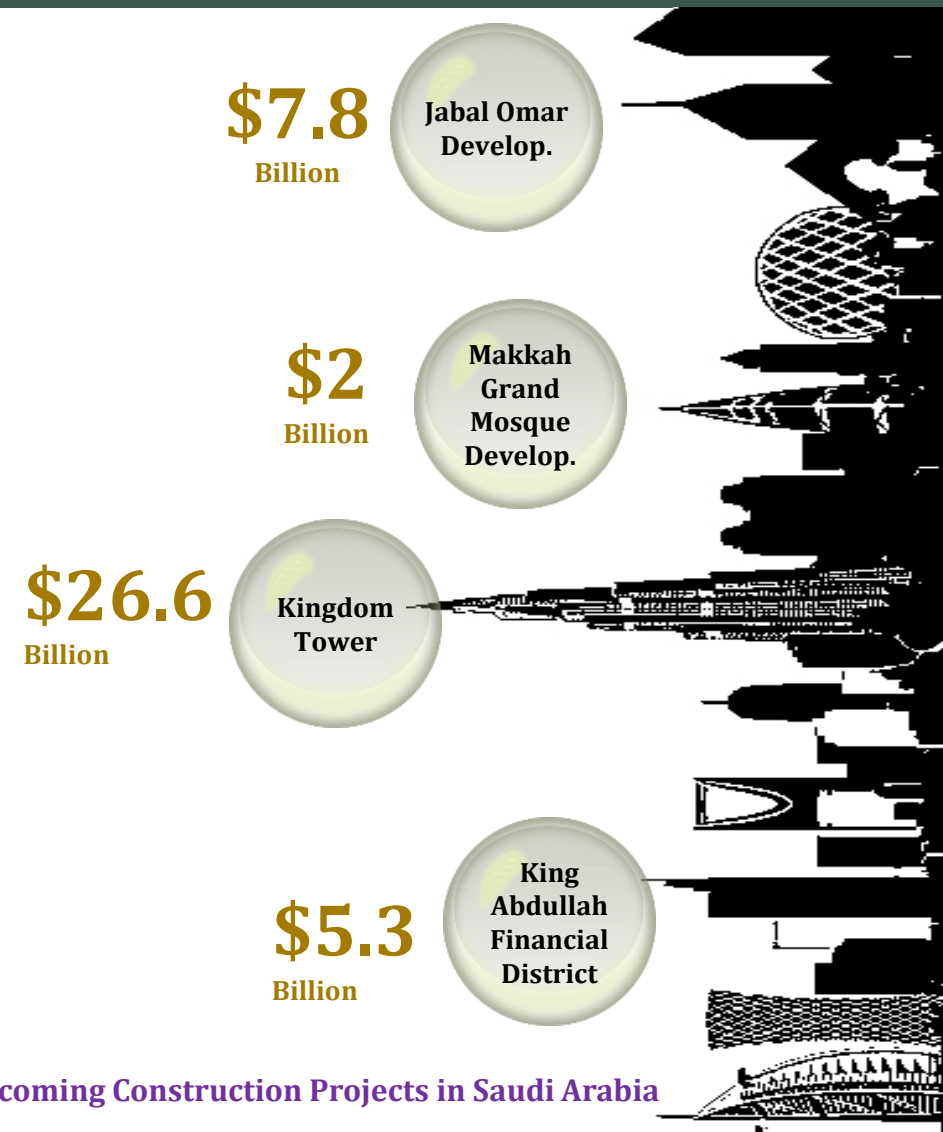 $7.8
Billion
Jabal Omar
Develop.
$2
Billion
Makkah
Grand
Mosque
Develop.
$26.6
Billion
Kingdom
Tower
$5.3
Billion
King
Abdullah
Financial
District
coming Construction Projects in Saudi Arabia